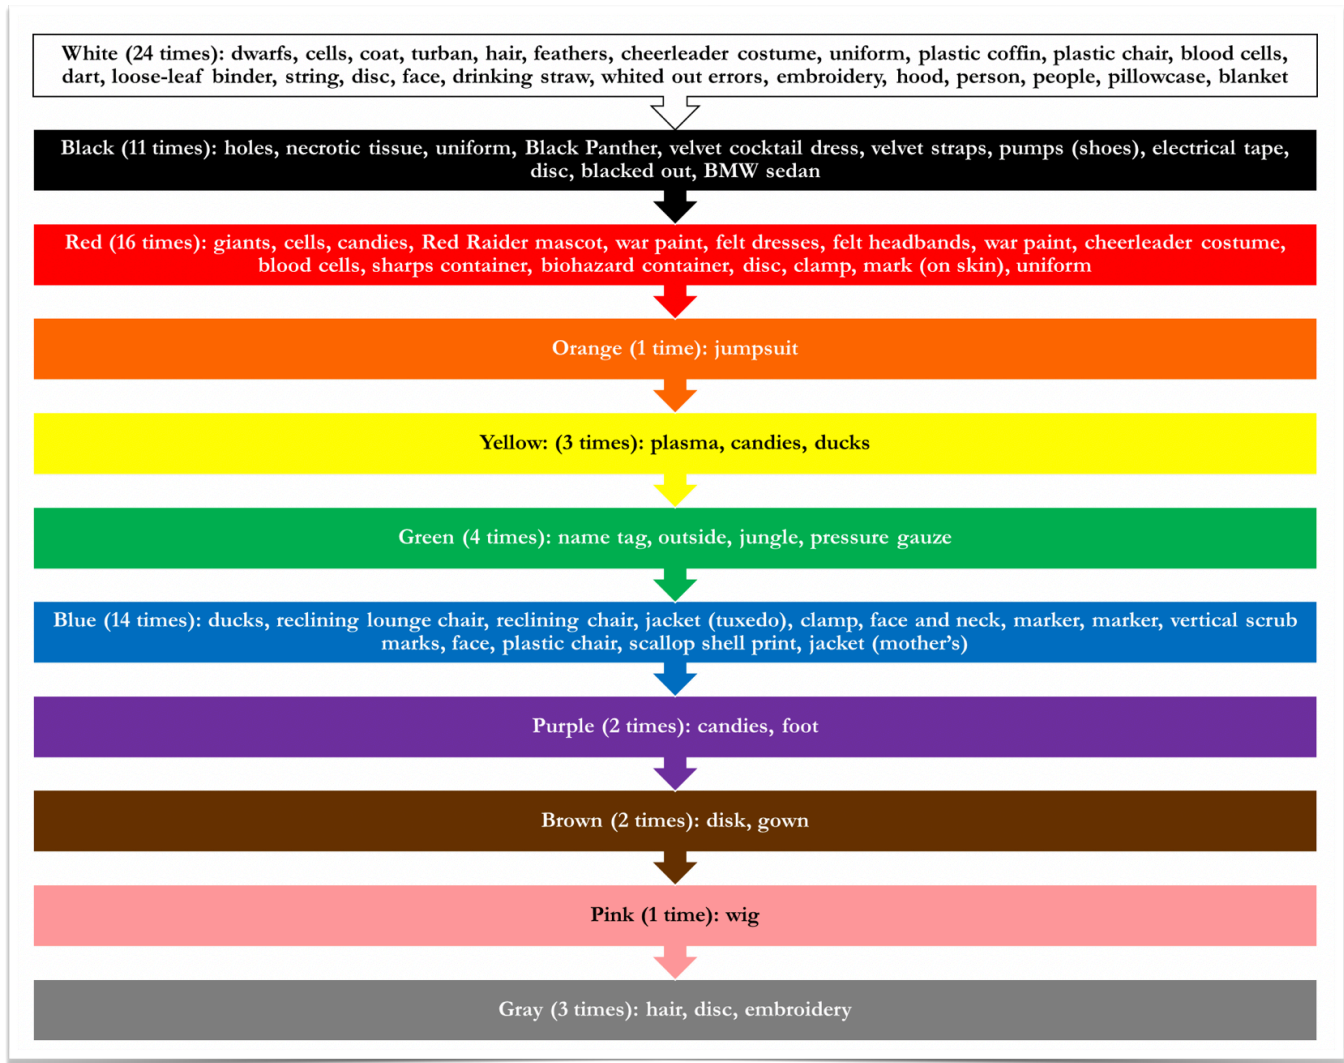 White (24 times): dwarfs, cells, coat, turban, hair, feathers, cheerleader costume, uniform, plastic coffin, plastic chair, blood cells,
dart, loose-leaf binder, string, disc, face, drinking straw, whited out errors, embroidery, hood, person, people, pillowcase, blanket
Black (11 times): holes, necrotic tissue, uniform, Black Panther, velvet cocktail dress, velvet straps, pumps (shoes), electrical tape,
disc, blacked out, BMW sedan
Red (16 times): giants, cells, candies, Red Raider mascot, war paint, felt dresses, felt headbands, war paint, cheerleader costume,
blood cells, sharps container, biohazard container, disc, clamp, mark (on skin), uniform
Orange (1 time): jumpsuit
Yellow: (3 times): plasma, candies, ducks
Green (4 times): name tag, outside, jungle, pressure gauze
Blue (14 times): ducks, reclining lounge chair, reclining chair, jacket (tuxedo), clamp, face and neck, marker, marker, vertical scrub
marks, face, plastic chair, scallop shell print, jacket (mother's)
Purple (2 times): candies, foot
Brown (2 times): disk, gown
Pink (1 time): wig
Gray (3 times): hair, disc, embroidery